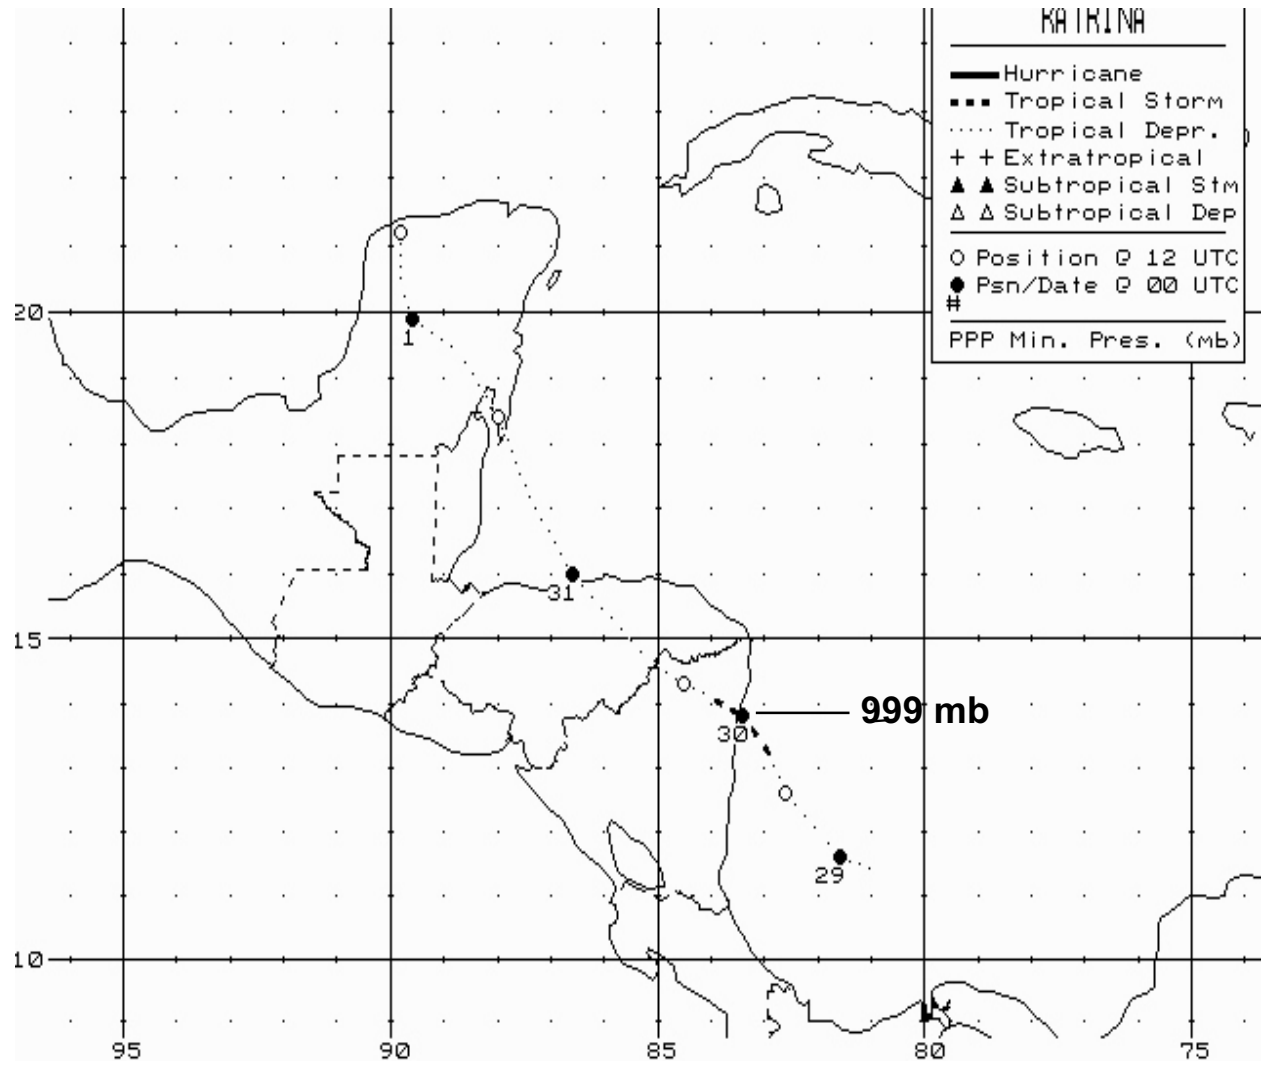 KATRINA
Hurricane
Tropical Storm
Tropical Depr.
+ + Extratropical
Subtropical Stm
Subtropical Dep
Position @ 12 UTC
Psn/Date @ 00 UTC
#
PPP Min. Pres. (mb)
20
1
31
15
999 mb
30
29
10
95
90
85
80
75